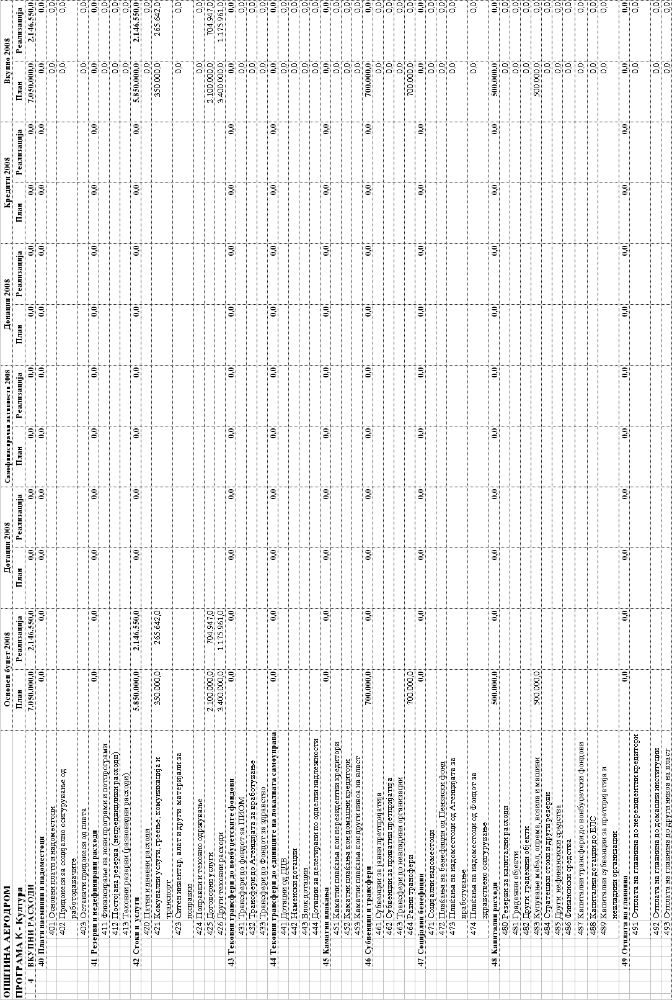 ОПШТИНА АЕРОДРОМ Основен буџет 2008 Дотации 2008 Самофинасирачки активности 2008 Донации 2008 Кредити 2008 Вкупно 2008
ПРОГРАМА К - Култура План Реализација План Реализација План Реализација План Реализација План Реализација План Реализација
4 ВКУПНИ РАСХОДИ 7.050.000,0 2.146.550,0 0,0 0,0 0,0 0,0 0,0 0,0 0,0 0,0 7.050.000,0 2.146.550,0
40 Плати наемнини и надоместоци 0,0 0,0 0,0 0,0 0,0 0,0 0,0 0,0 0,0 0,0 0,0 0,0
401 Основни плати и надоместоци 0,0 0,0
402 Придонеси за социјално осигурување од 0,0 0,0
работодавачите
403 Останати придонеси од плата 0,0 0,0
41 Резерви и недефинирани расходи 0,0 0,0 0,0 0,0 0,0 0,0 0,0 0,0 0,0 0,0 0,0 0,0
411 Финансирање на нови програми и потпрограми 0,0 0,0
412 Постојана резерва (непредвидливи расходи) 0,0 0,0
413 Тековни резерви (разновидни расходи) 0,0 0,0
42 Стоки и услуги 5.850.000,0 2.146.550,0 0,0 0,0 0,0 0,0 0,0 0,0 0,0 0,0 5.850.000,0 2.146.550,0
420 Патни и дневни расходи 0,0 0,0
421 Комунални услуги, греење, комуникација и 350.000,0 265.642,0 350.000,0 265.642,0
транспорт
423 Ситен инвентар, алат и други материјали за 0,0 0,0
поправки
424 Поправки и тековно одржување 0,0 0,0
425 Договорни услуги 2.100.000,0 704.947,0 2.100.000,0 704.947,0
426 Други тековни расходи 3.400.000,0 1.175.961,0 3.400.000,0 1.175.961,0
43 Тековни трансфери до вонбуџетските фондови 0,0 0,0 0,0 0,0 0,0 0,0 0,0 0,0 0,0 0,0 0,0 0,0
431 Трансфери до фондот за ПИОМ 0,0 0,0
432 Трансфери до Агенцијата за вработување 0,0 0,0
433 Трансфери до Фондот за здравство 0,0 0,0
44 Тековни трансфери до единиците на локалната самоуправа 0,0 0,0 0,0 0,0 0,0 0,0 0,0 0,0 0,0 0,0 0,0 0,0
441 Дотации од ДДВ 0,0 0,0
442 Наменски дотации 0,0 0,0
443 Блок дотации 0,0 0,0
444 Дотации за делегирани по одделни надлежности 0,0 0,0
45 Каматни плаќања 0,0 0,0 0,0 0,0 0,0 0,0 0,0 0,0 0,0 0,0 0,0 0,0
451 Каматни плаќања кон нерезидентни кредитори 0,0 0,0
452 Каматни плаќања кон домашни кредитори 0,0 0,0
453 Каматни плаќања кон други нивоа на власт 0,0 0,0
46 Субвенции и трансфери 700.000,0 0,0 0,0 0,0 0,0 0,0 0,0 0,0 0,0 0,0 700.000,0 0,0
461 Субвенции за јавни претпријатија 0,0 0,0
462 Субвенции за приватни претпријатија 0,0 0,0
463 Трансфери до невладини организации 0,0 0,0
464 Разни трансфери 700.000,0 700.000,0 0,0
47 Социјални бенефиции 0,0 0,0 0,0 0,0 0,0 0,0 0,0 0,0 0,0 0,0 0,0 0,0
471 Социјални надоместоци 0,0 0,0
472 Плаќања на бенефиции од Пензиски фонд 0,0 0,0
473 Плаќања на надоместоци од Агенцијата за 0,0 0,0
вработување
474 Плаќања на надоместоци од Фондот за 0,0 0,0
здравствено осигурување
48 Капитални расходи 500.000,0 0,0 0,0 0,0 0,0 0,0 0,0 0,0 0,0 0,0 500.000,0 0,0
480 Резерви за капитални расходи 0,0 0,0
481 Градежни објекти 0,0 0,0
482 Други градежни објекти 0,0 0,0
483 Купување мебел, опрема, возила и машини 500.000,0 500.000,0 0,0
484 Стратешки стоки и други резерви 0,0 0,0
485 Други нефинансиски средства 0,0 0,0
486 Финансиски средства 0,0 0,0
487 Капитални трансфери до вонбуџетски фондови 0,0 0,0
488 Капитални дотации до ЕЛС 0,0 0,0
489 Капитални субвенции за претпријатија и 0,0 0,0
невладини организации
49 Отплата на главнина 0,0 0,0 0,0 0,0 0,0 0,0 0,0 0,0 0,0 0,0 0,0 0,0
491 Отплата на главнина до нерезидентни кредитори 0,0 0,0
492 Отплата на главнина до домашни институции 0,0 0,0
493 Отплата на главнина до други нивоа на власт 0,0 0,0